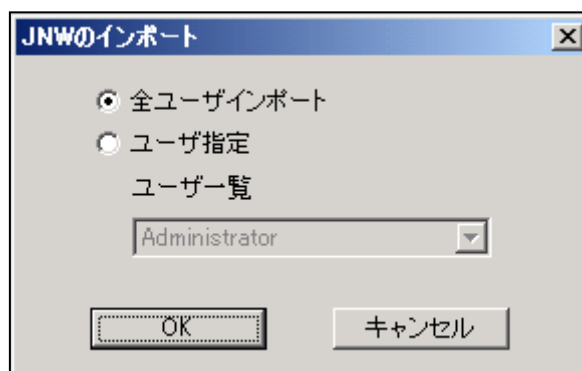 JNWのインポート
全ユーザインポート
ユーザ指定
ユーザ一覧
Administrator
OK
キャンセル